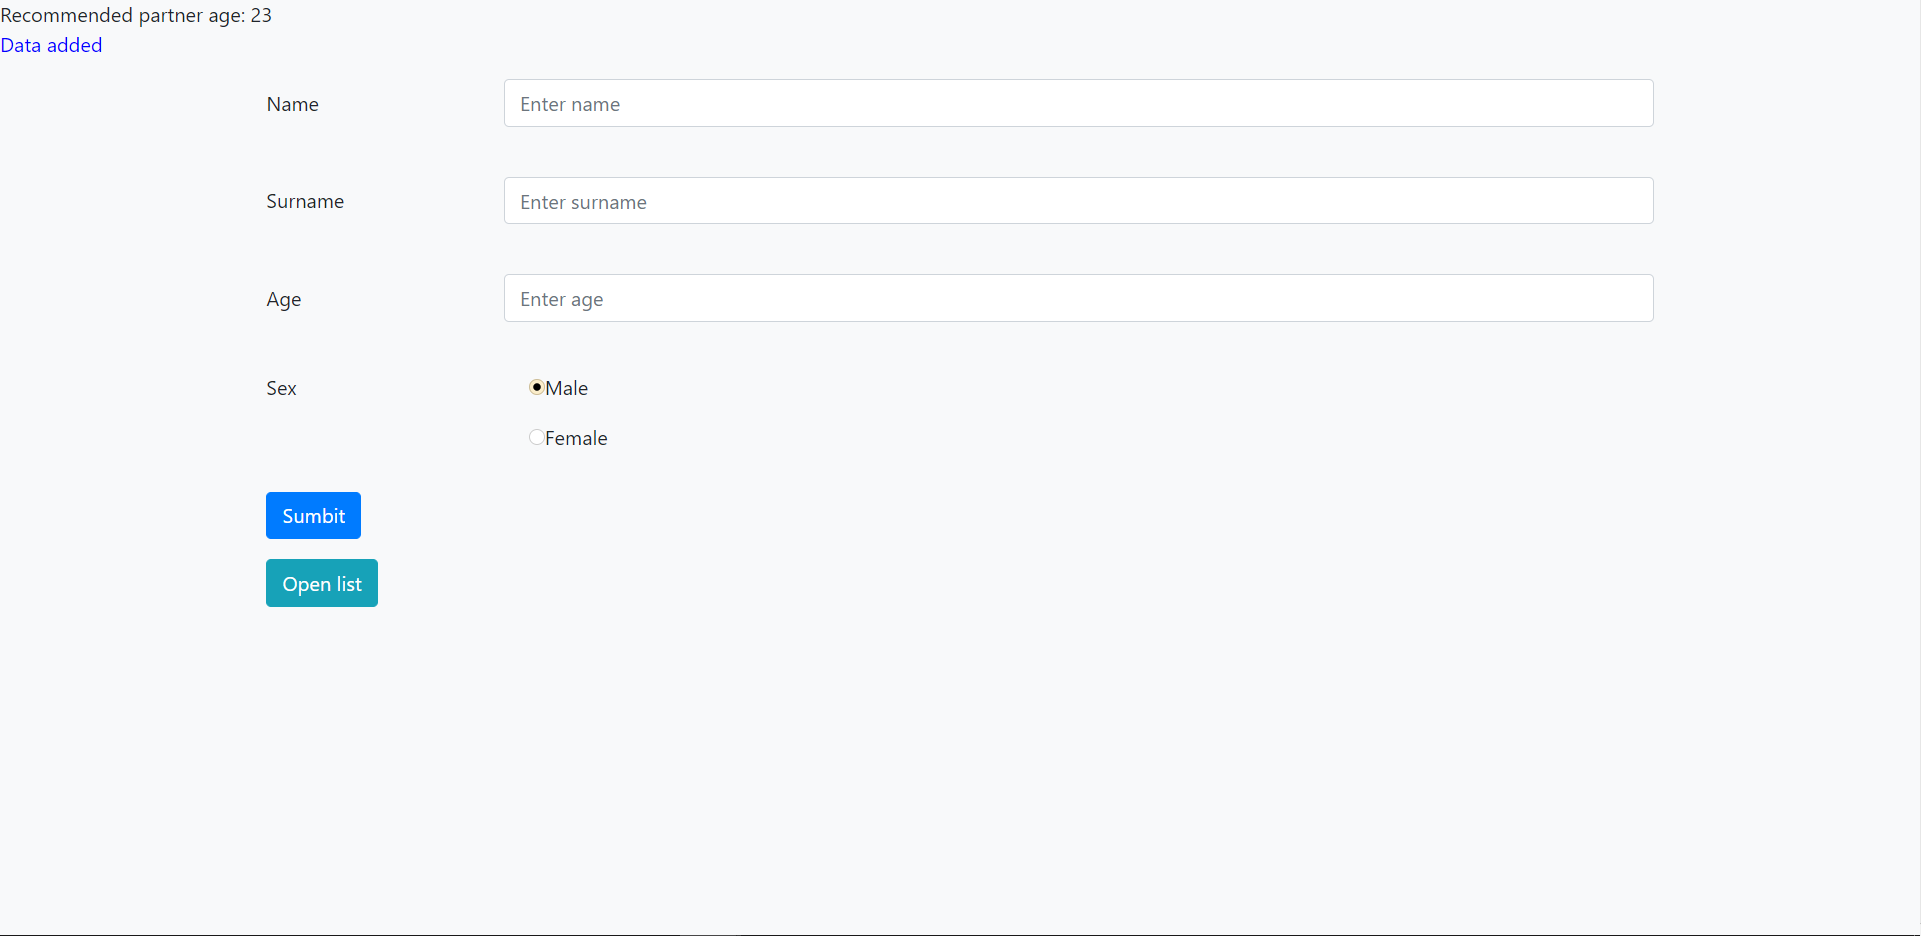 Recommended partner age: 23
Data added
Name
Enter name
Surname
Enter surname
Age
Enter age
Sex
Male
Female
Sumbit
Open list